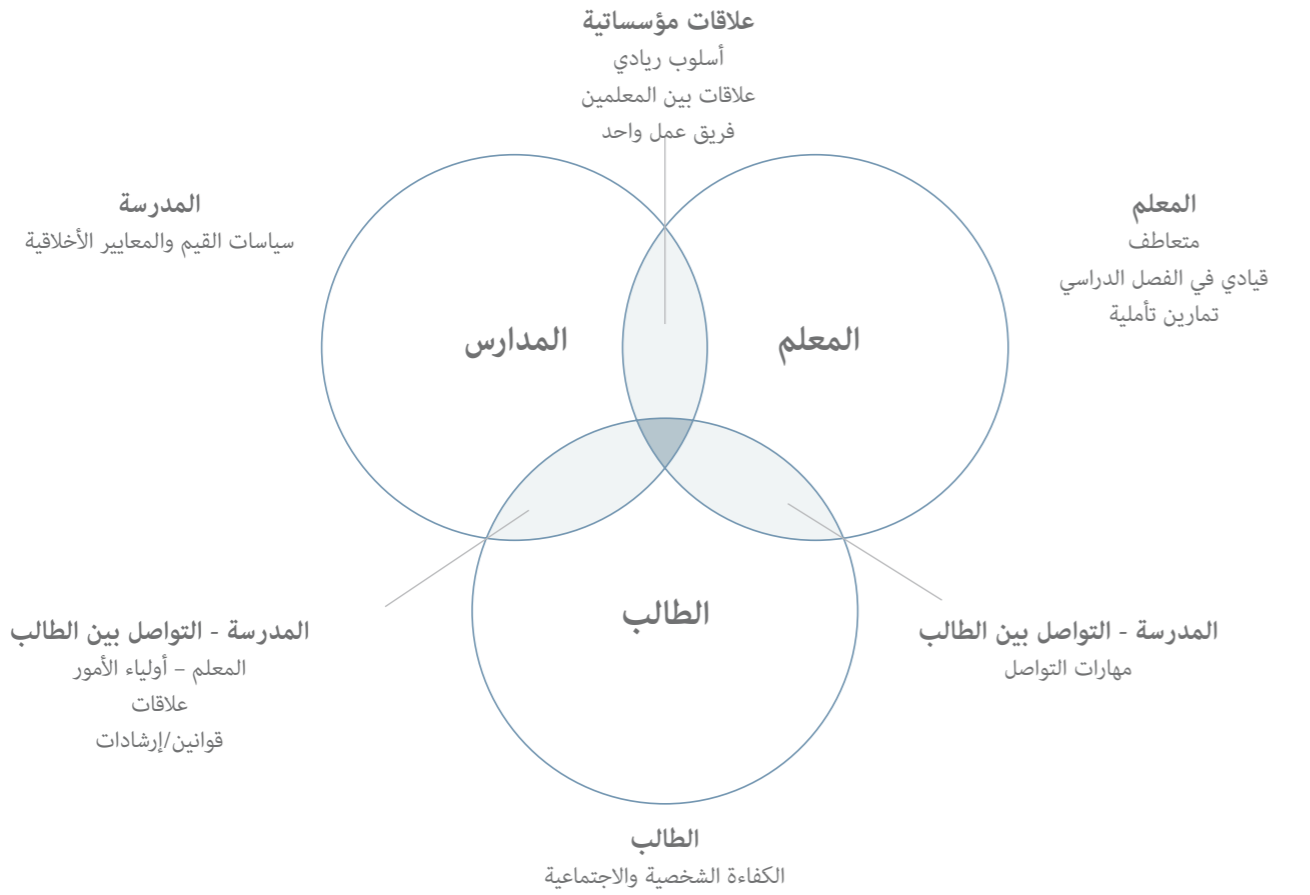 علاقات مؤسساتية
أسلوب ريادي
علاقات بين المعلمين
فريق عمل واحد
المعلم
متعاطف
قيادي في الفصل الدراسي
تمارين تأملية
المدرسة
سياسات القيم والمعايير الأخلاقية
المعلم
المدارس
الطالب
المدرسة - التواصل بين الطالب
مهارات التواصل
المدرسة - التواصل بين الطالب
المعلم – أولياء الأمور
علاقات
قوانين/إرشادات
الطالب
الكفاءة الشخصية والاجتماعية